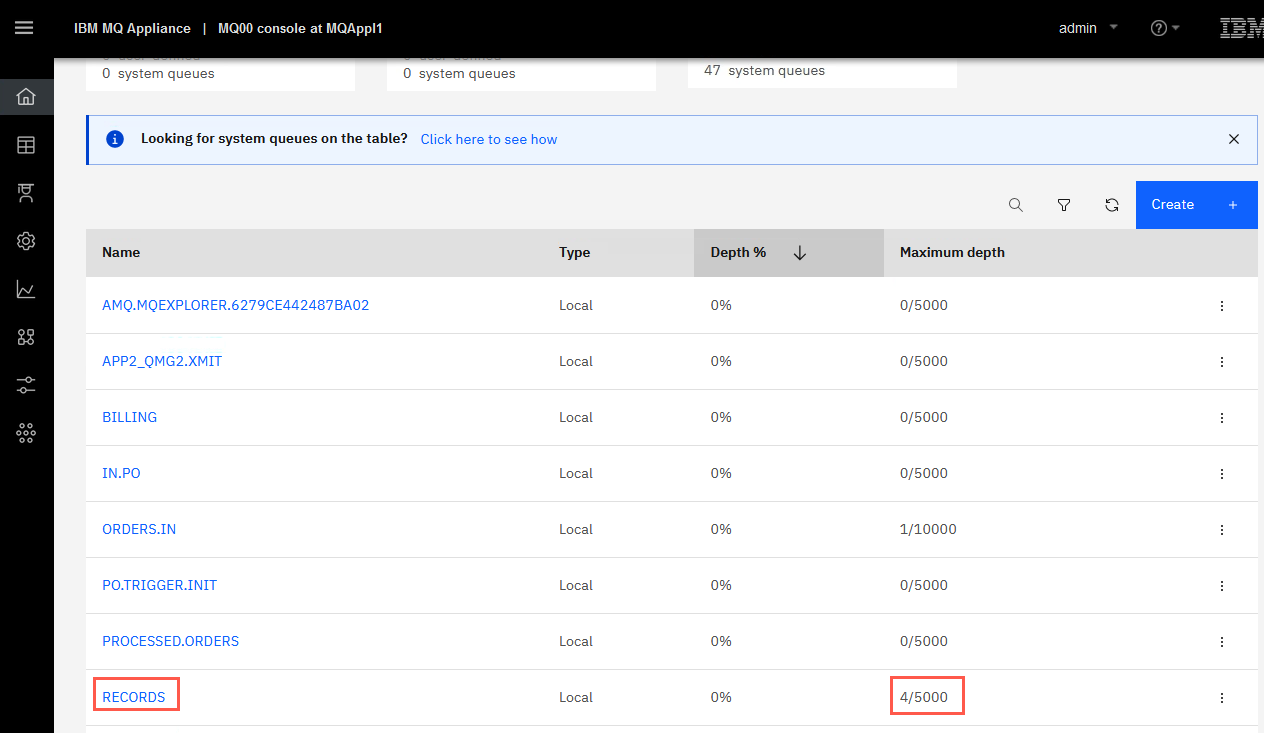 IBM MQ Appliance | MQ00 console at MQAppl1
admin
IBM
0 system queues
0 system queues
47 system queues
Looking for system queues on the table? Click here to see how
Create +
Name Type Depth % Maximum depth
AMQ.MQEXPLORER.6279CE442487BA02 Local 0% 0/5000
APP2_QMG2.XMIT Local 0% 0/5000
BILLING Local 0% 0/5000
IN.PO Local 0% 0/5000
ORDERS.IN Local 0% 1/10000
PO.TRIGGER.INIT Local 0% 0/5000
PROCESSED.ORDERS Local 0% 0/5000
RECORDS Local 0% 4/5000